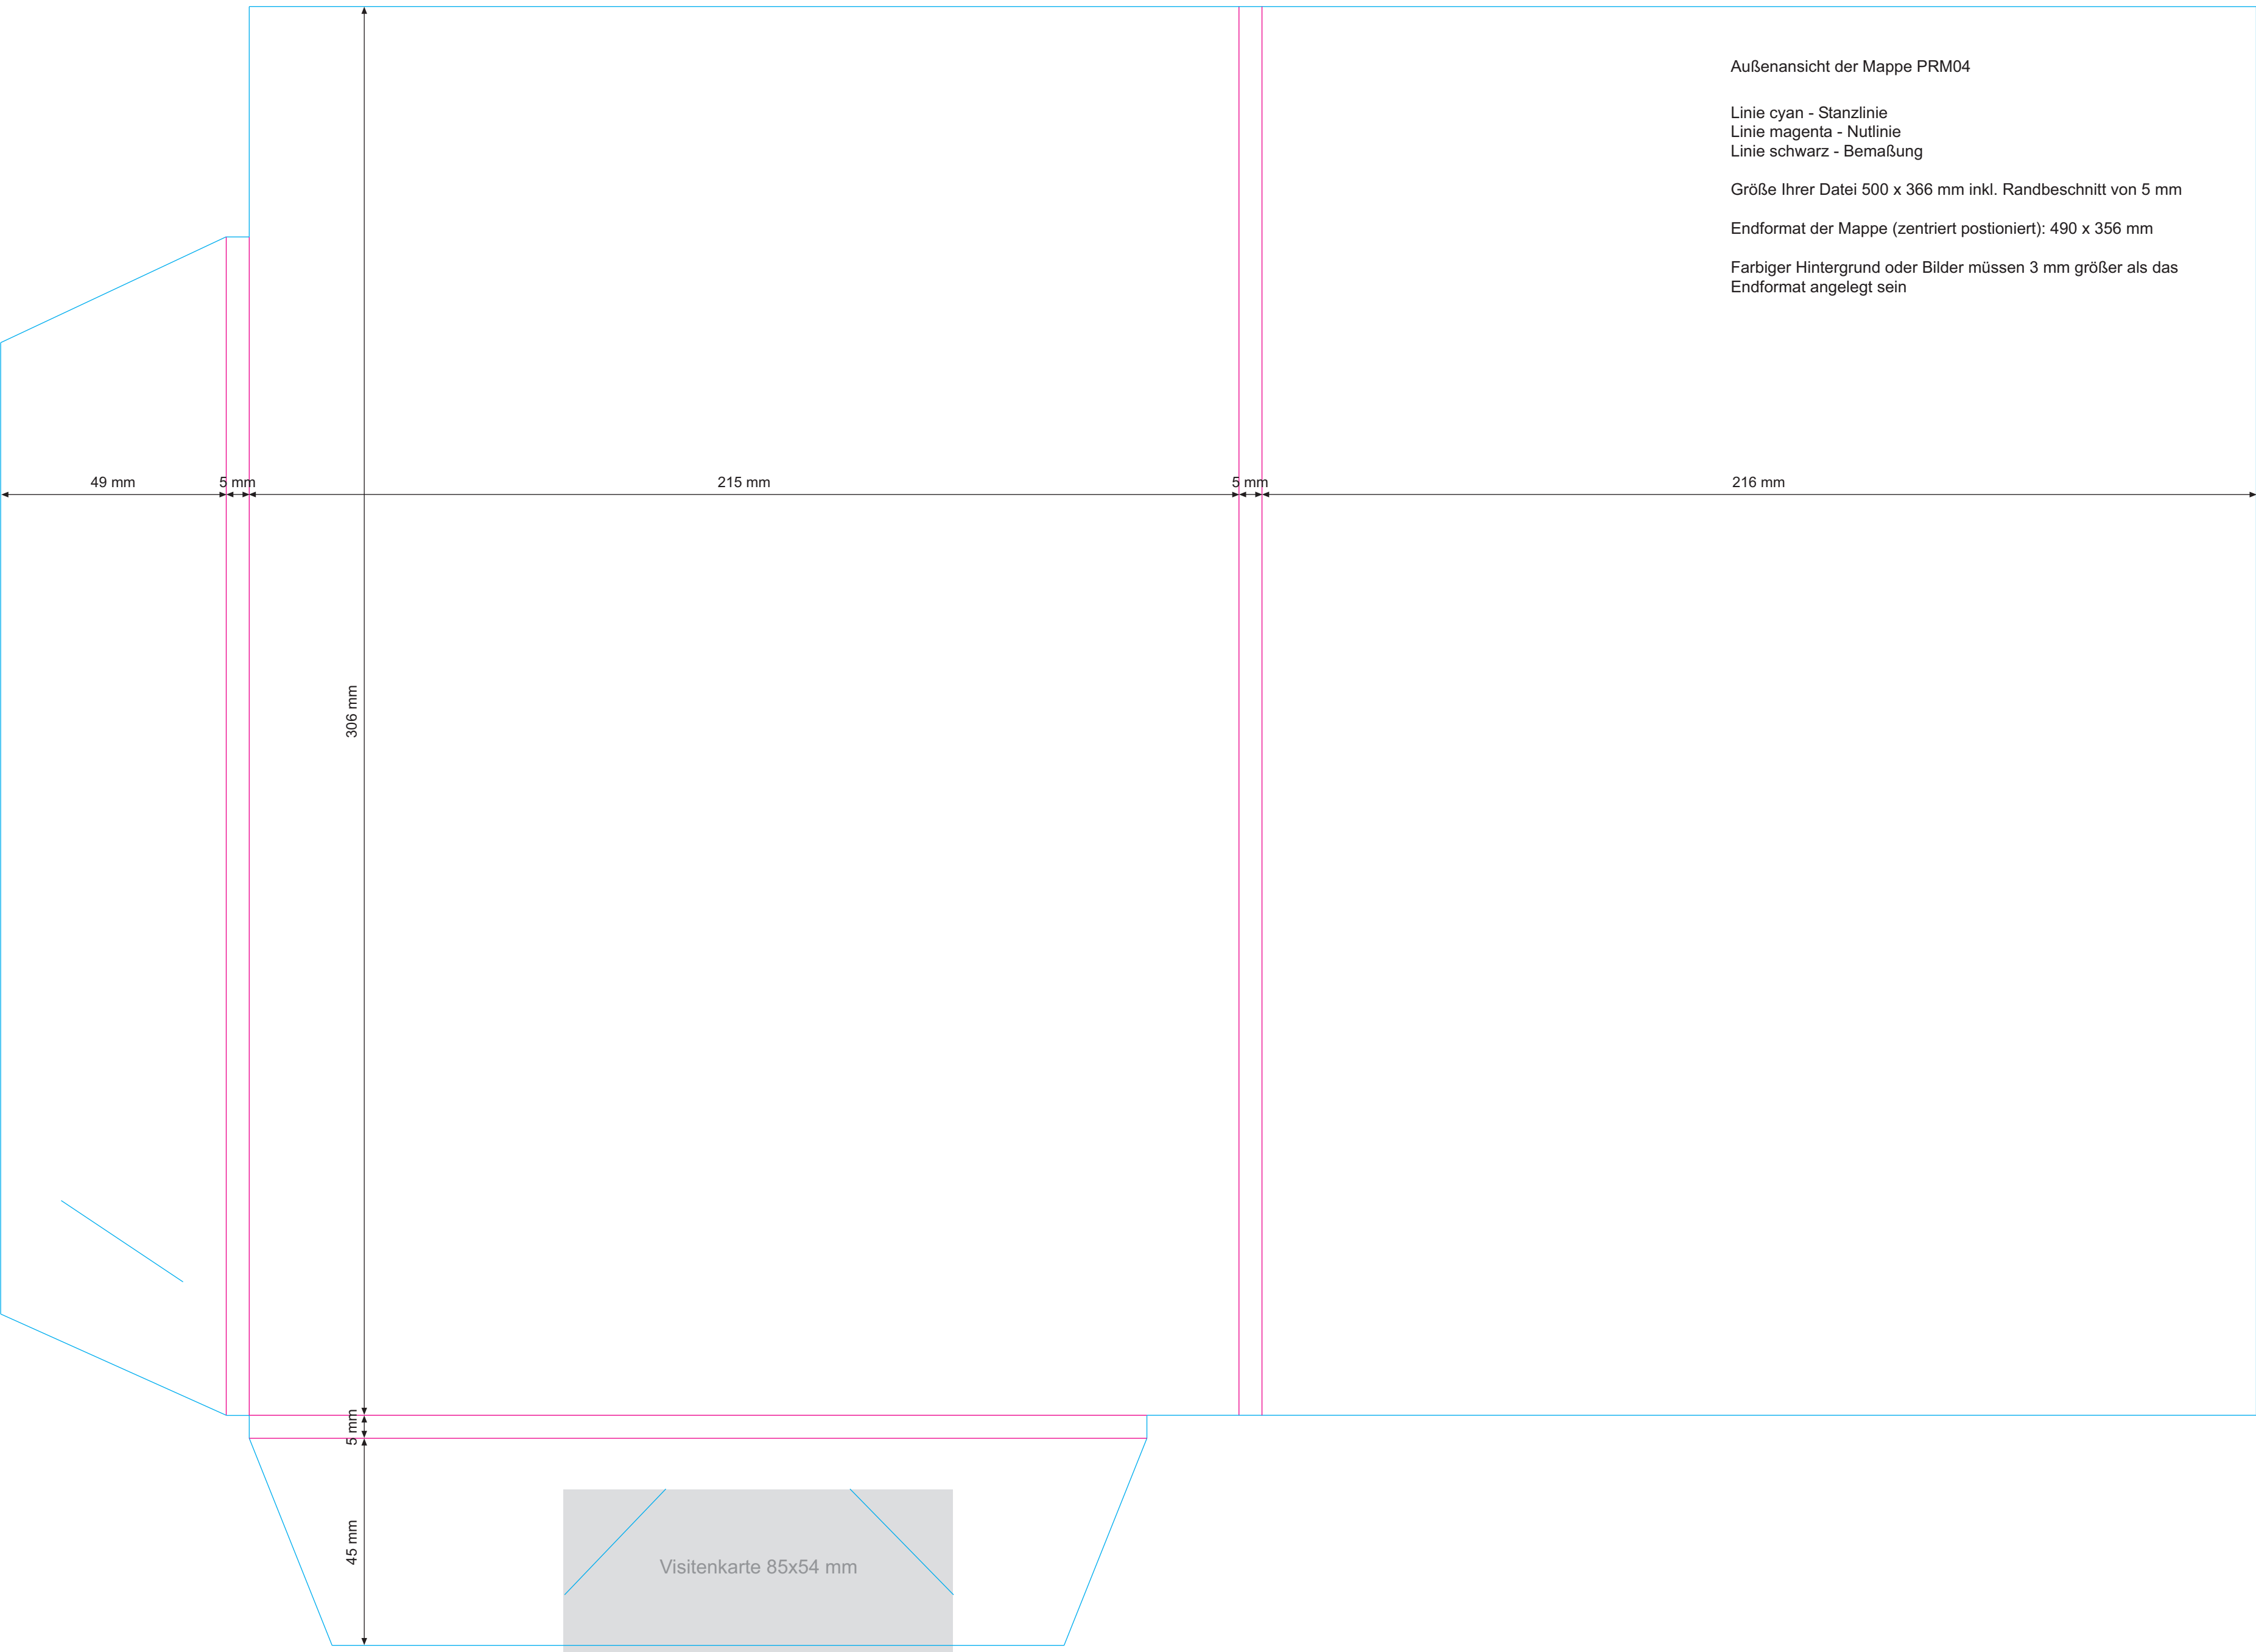 Außenansicht der Mappe PRM04
Linie cyan - Stanzlinie
Linie magenta - Nutlinie
Linie schwarz - Bemaßung
Größe Ihrer Datei 500 x 366 mm inkl. Randbeschnitt von 5 mm
Endformat der Mappe (zentriert postioniert): 490 x 356 mm
Farbiger Hintergrund oder Bilder müssen 3 mm größer als das
Endformat angelegt sein
49 mm
5 mm
215 mm
5 mm
216 mm
306 mm
5 mm
45 mm
Visitenkarte 85x54 mm